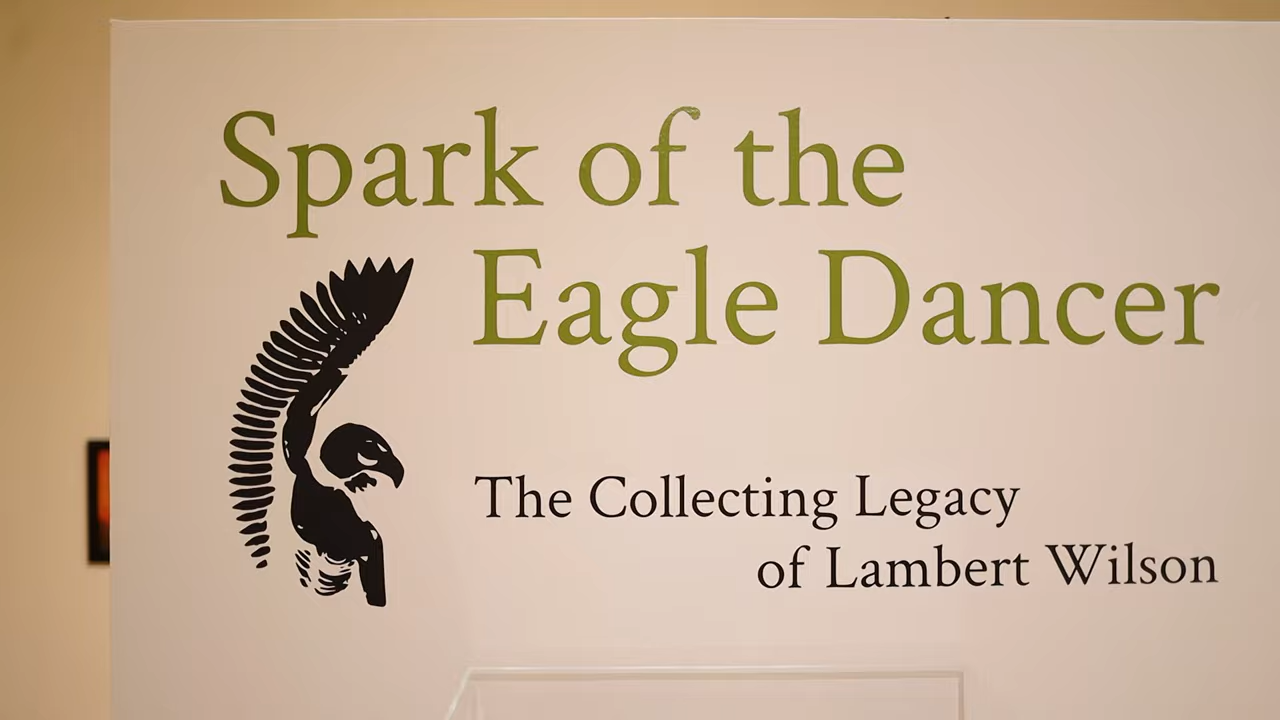 Spark of the
Eagle Dancer
The Collecting Legacy
of Lambert Wilson